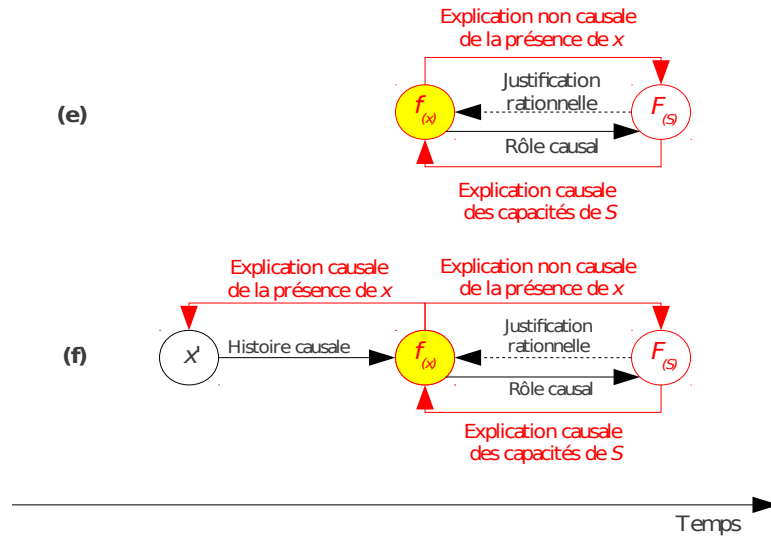 Explication non causale
de la présence de x
(e)
Justification
rationnelle
f(x)
F(S)
Rôle causal
Explication causale
des capacités de S
Explication causale
de la présence de x
Explication non causale
de la présence de x
(f)
x'
Histoire causale
f(x)
Justification
rationnelle
F(S)
Rôle causal
Explication causale
des capacités de S
Temps